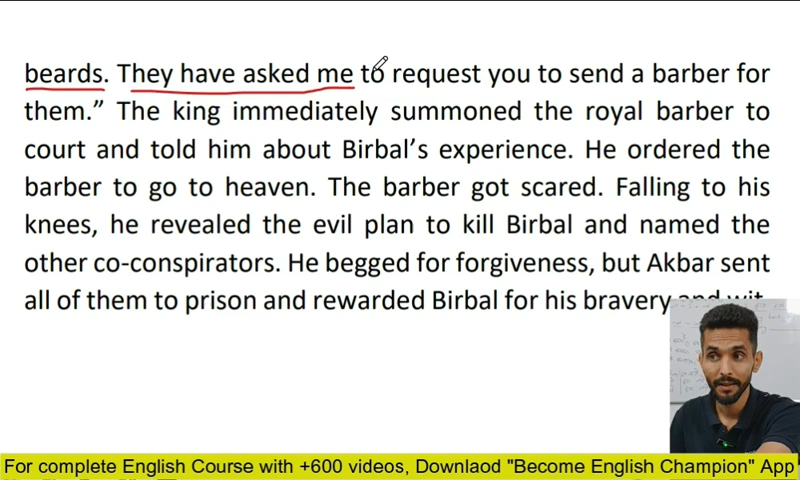 beards. They have asked me to request you to send a barber for
them.” The king immediately summoned the royal barber to
court and told him about Birbal’s experience. He ordered the
barber to go to heaven. The barber got scared. Falling to his
knees, he revealed the evil plan to kill Birbal and named the
other co-conspirators. He begged for forgiveness, but Akbar sent
all of them to prison and rewarded Birbal for his bravery and wit.
For complete English Course with +600 videos, Downlaod "Become English Champion" App